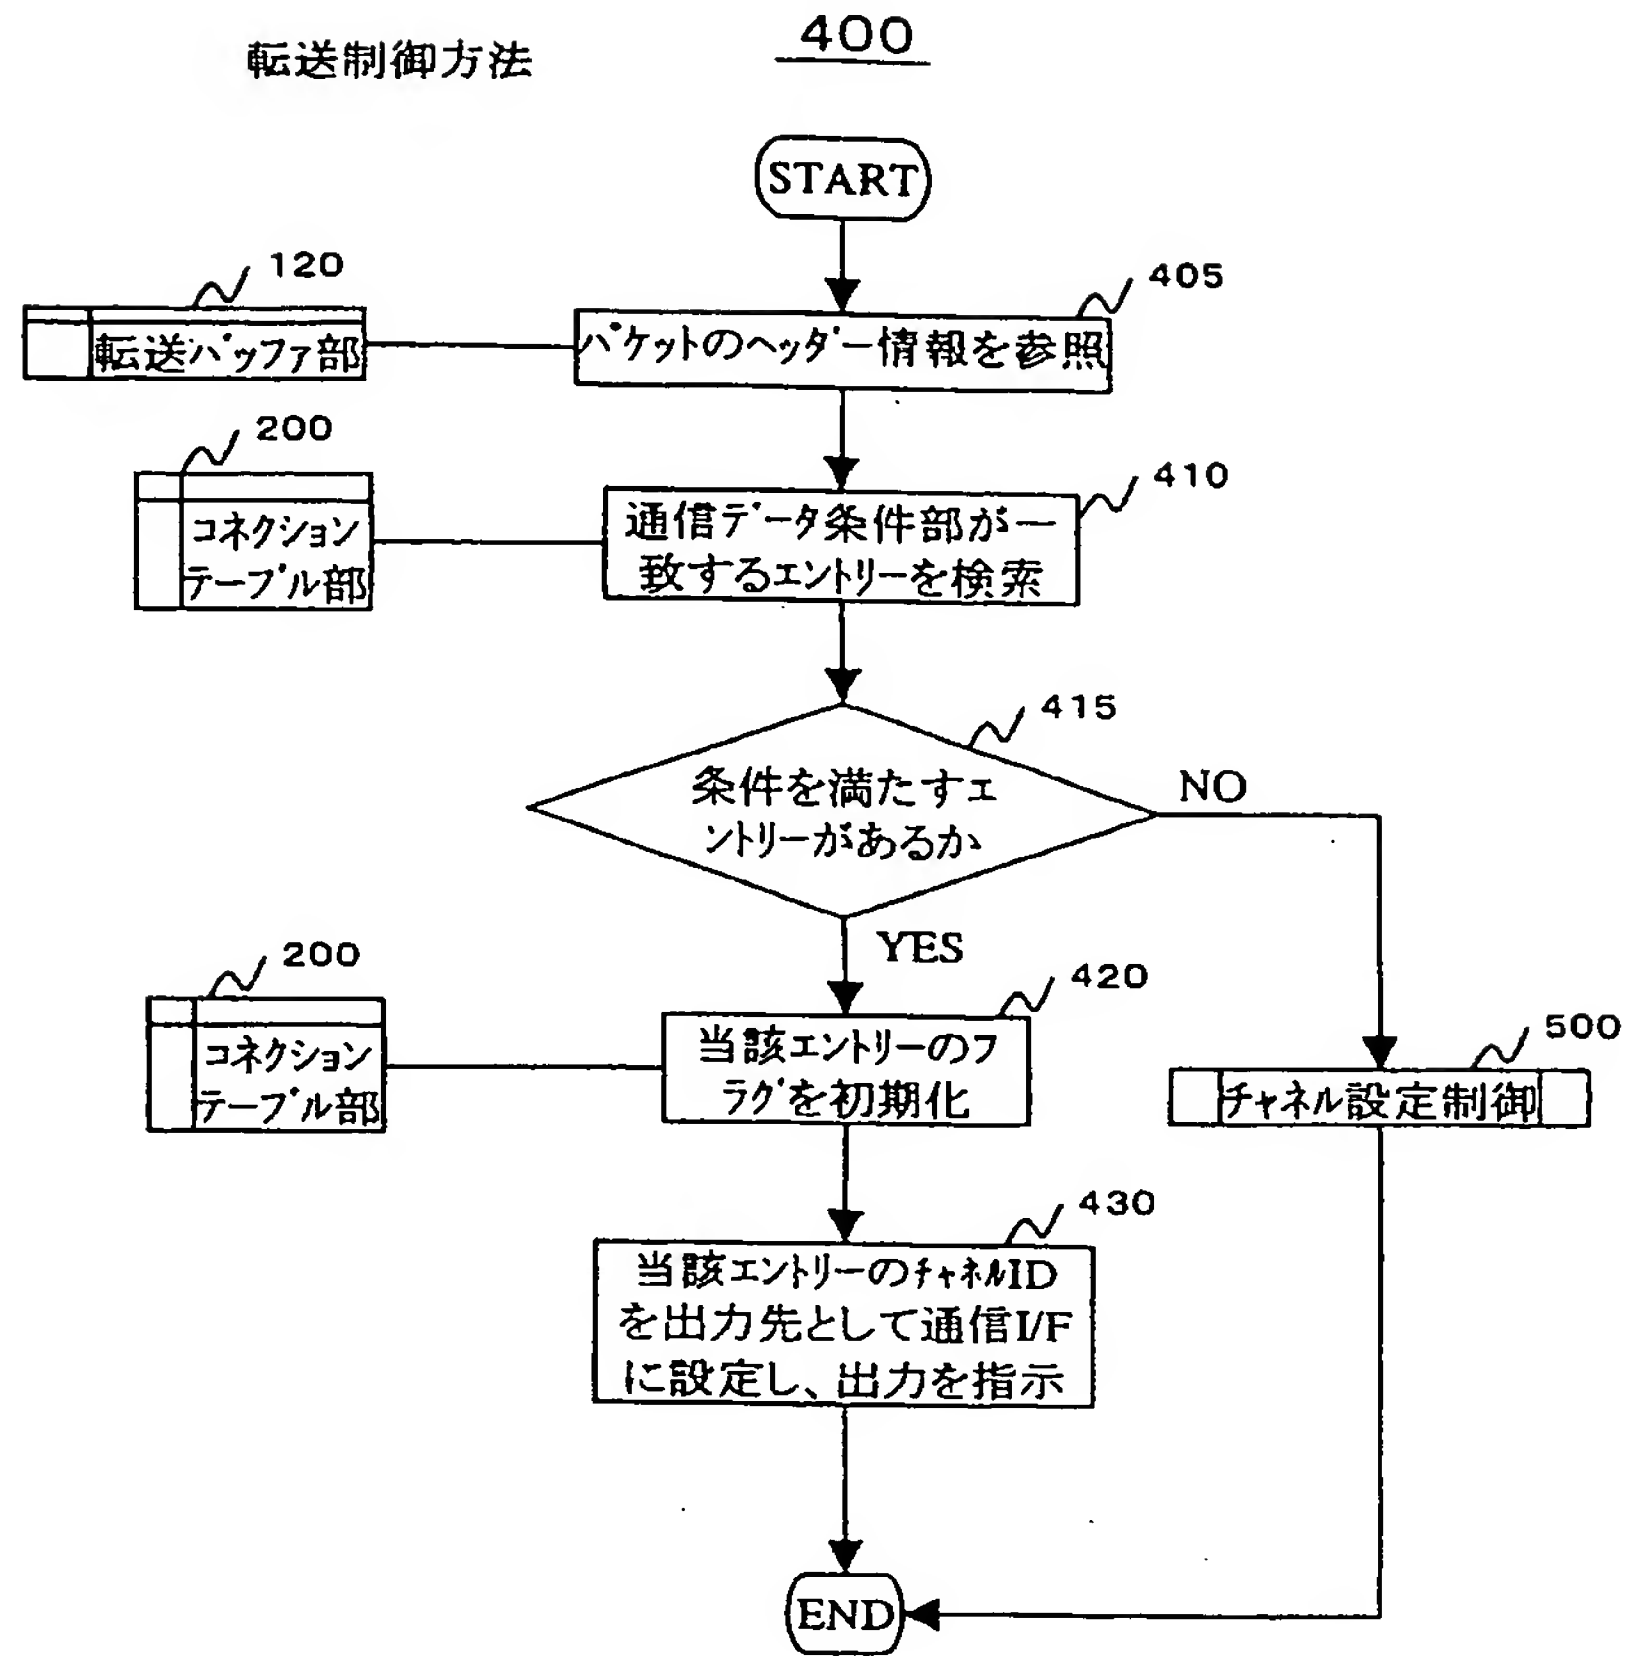 転送制御方法
400
START
120
転送バッファ部
405
パケットのヘッダー情報を参照
200
コネクション
テーブル部
410
通信データ条件部が一
致するエントリーを検索
415
条件を満たすエ
ントリーがあるか
NO
YES
200
コネクション
テーブル部
420
当該エントリーのフ
ラグを初期化
500
チャネル設定制御
430
当該エントリーのチャネルID
を出力先として通信I/F
に設定し、出力を指示
END